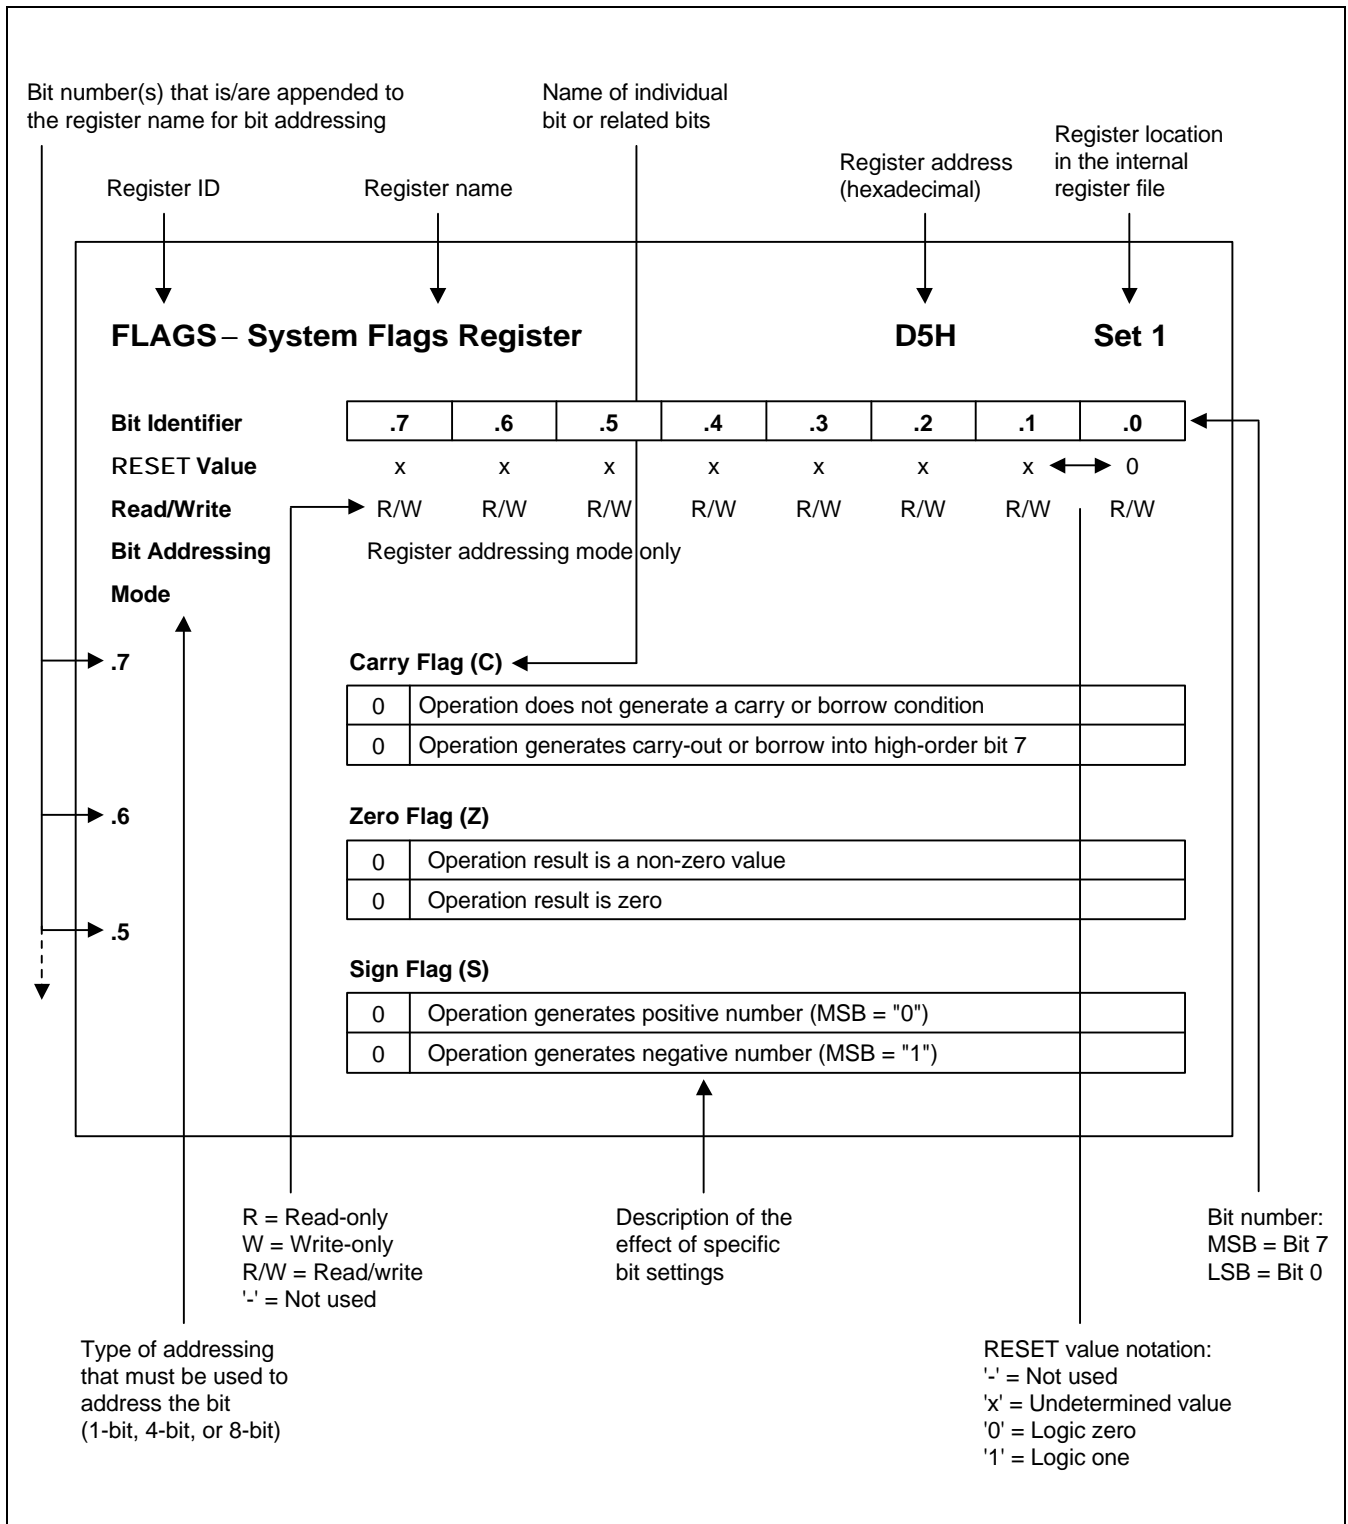 Bit number(s) that is/are appended to
the register name for bit addressing
Name of individual
bit or related bits
Register ID
Register name
Register address
(hexadecimal)
Register location
in the internal
register file
FLAGS – System Flags Register D5H Set 1
Bit Identifier .7 .6 .5 .4 .3 .2 .1 .0
RESET Value x x x x x x x 0
Read/Write R/W R/W R/W R/W R/W R/W R/W R/W
Bit Addressing Register addressing mode only
Mode
.7 Carry Flag (C)
0 Operation does not generate a carry or borrow condition
0 Operation generates carry-out or borrow into high-order bit 7
.6 Zero Flag (Z)
0 Operation result is a non-zero value
0 Operation result is zero
.5
Sign Flag (S)
0 Operation generates positive number (MSB = "0")
0 Operation generates negative number (MSB = "1")
R = Read-only
W = Write-only
R/W = Read/write
'-' = Not used
Description of the
effect of specific
bit settings
Bit number:
MSB = Bit 7
LSB = Bit 0
Type of addressing
that must be used to
address the bit
(1-bit, 4-bit, or 8-bit)
RESET value notation:
'-' = Not used
'x' = Undetermined value
'0' = Logic zero
'1' = Logic one